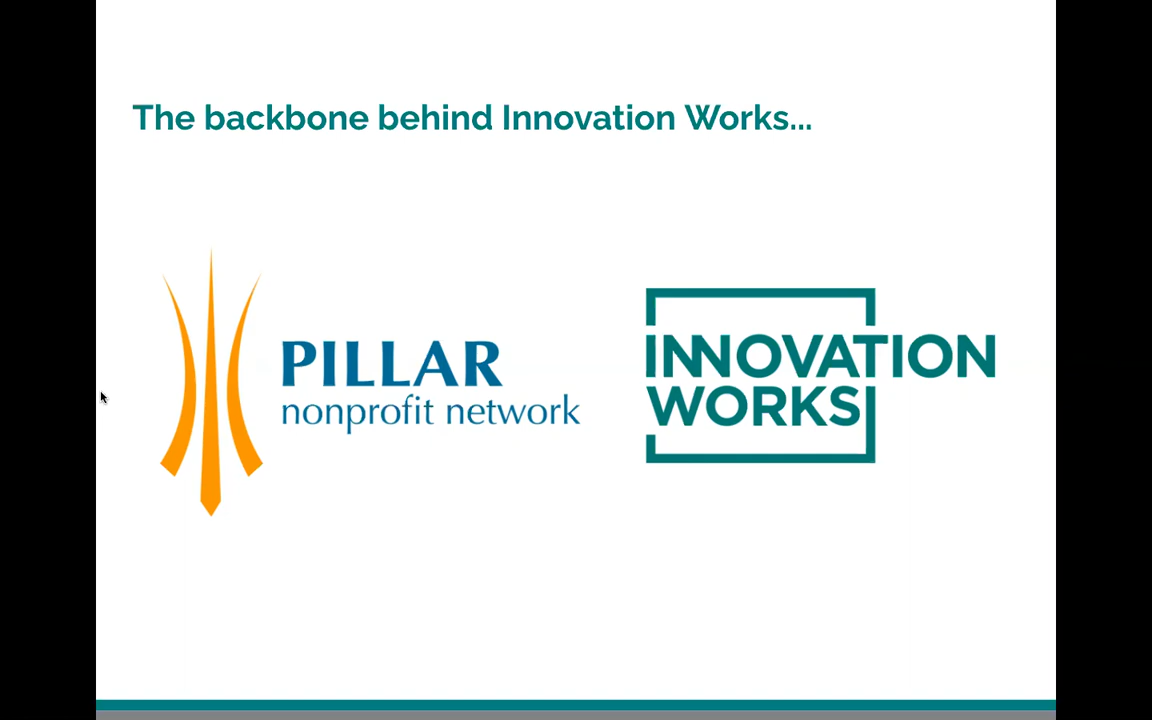 The backbone behind Innovation Works...
PILLAR
nonprofit network
INNOVATION
WORKS